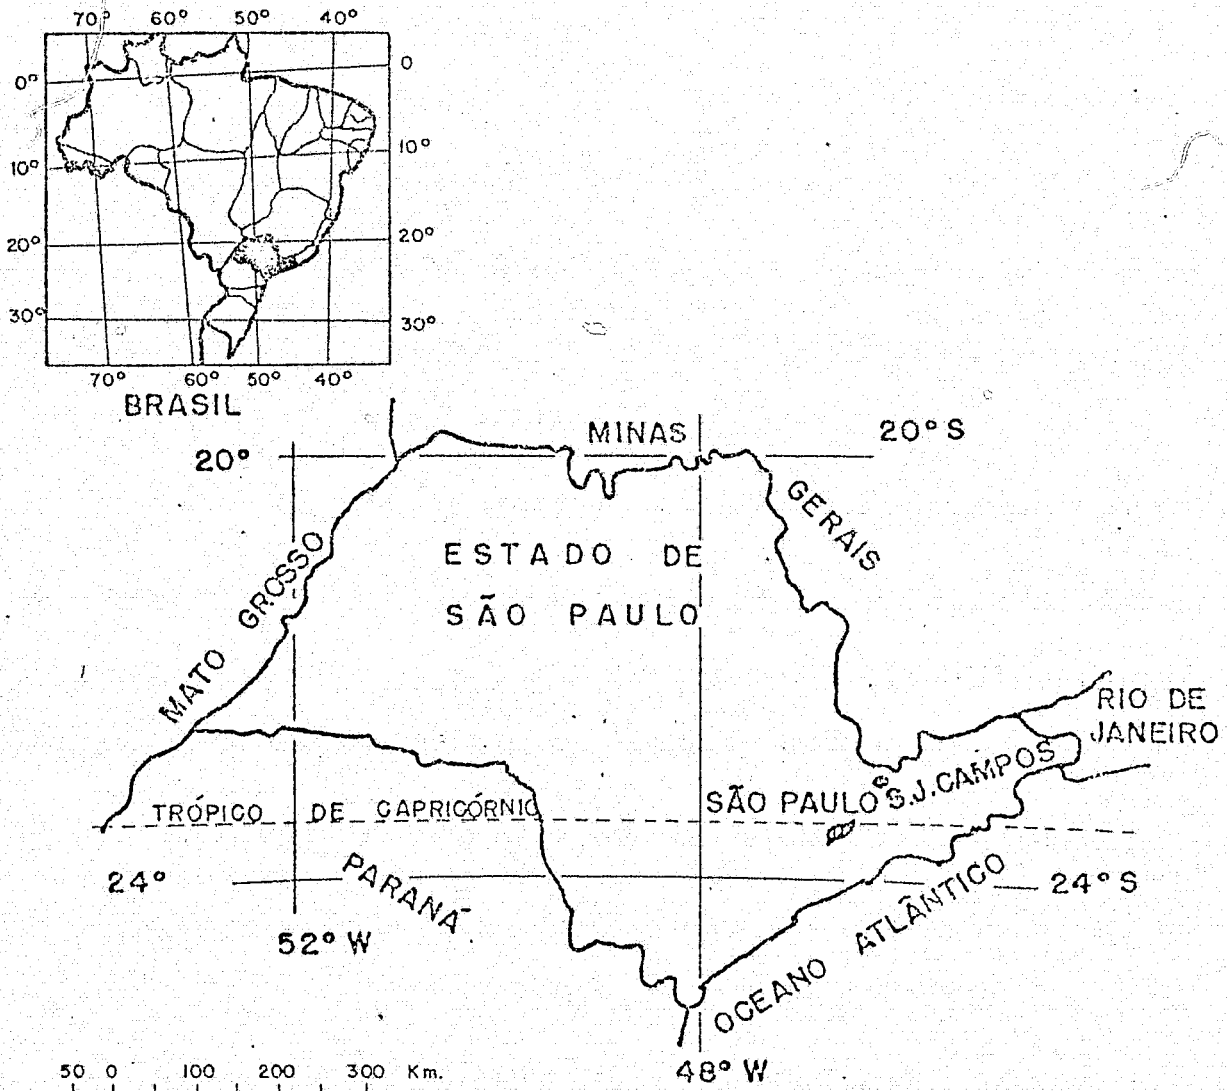 70° 60° 50° 40°
0° 0
10° 10°
20° 20°
30° 30°
70° 60° 50° 40°
BRASIL
MINAS 20° S
20°
GERAIS
MATO GROSSO
ESTADO DE
SÃO PAULO
RIO DE
JANEIRO
SÃO PAULO S.J. CAMPOS
TRÓPICO DE CAPRICÓRNIO
24° 24° S
PARANÁ
OCEANO ATLÂNTICO
52° W
48° W
50 0 100 200 300 Km.